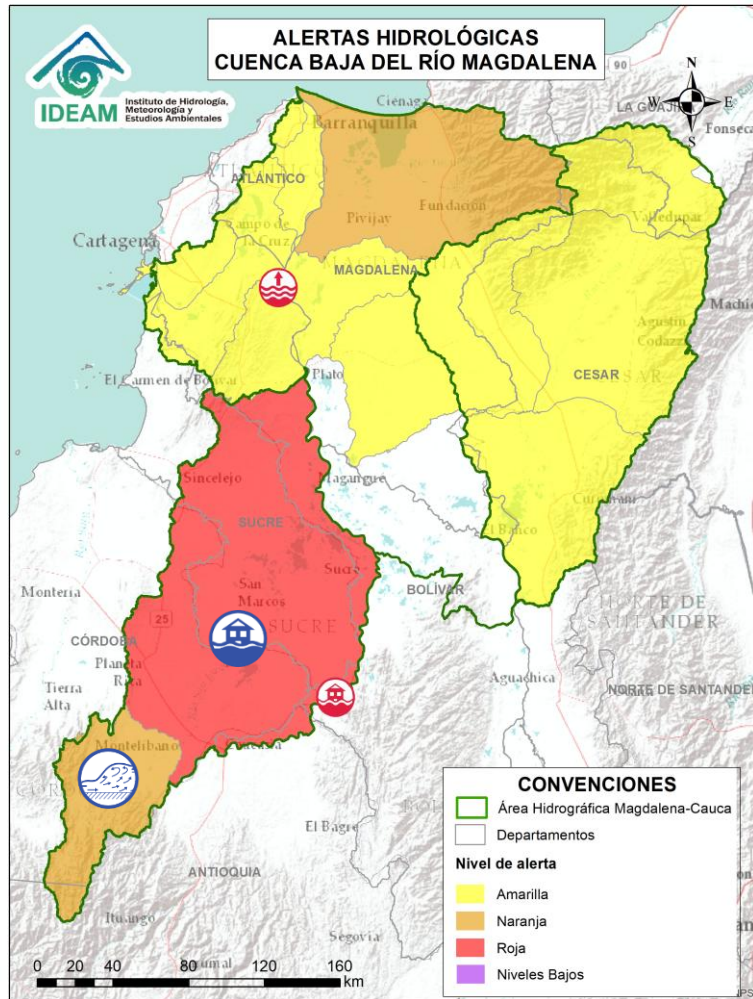 ALERTAS HIDROLÓGICAS
CUENCA BAJA DEL RÍO MAGDALENA
IDEAM
Instituto de Hidrología,
Meteorología y
Estudios Ambientales
N
W
E
S
90
Ciénaga
LA GUAJI
Barranquilla
Fonseca
ATLÁNTICO
Pivijay
Fundación
Valledupar
Campo de
la Cruz
Cartagena
MAGDALENA
Agustín
Codazzi
El Carmen de Bolívar
Plato
CESAR
Sincelejo
Magangue
SUCRE
El Banco
Sucre
San
Marcos
BOLÍVAR
NORTE DE
SANTANDER
Montería
25
SUCRE
CÓRDOBA
Planeta
Rica
Aguachica
NORTE DE SANTANDER
Tierra
Alta
Montelíbano
El Bagre
ANTIOQUIA
Ituango
Segovia
CONVENCIONES
Área Hidrográfica Magdalena-Cauca
Departamentos
Nivel de alerta
Amarilla
Naranja
Roja
Niveles Bajos
0 20 40 80 120 160
km